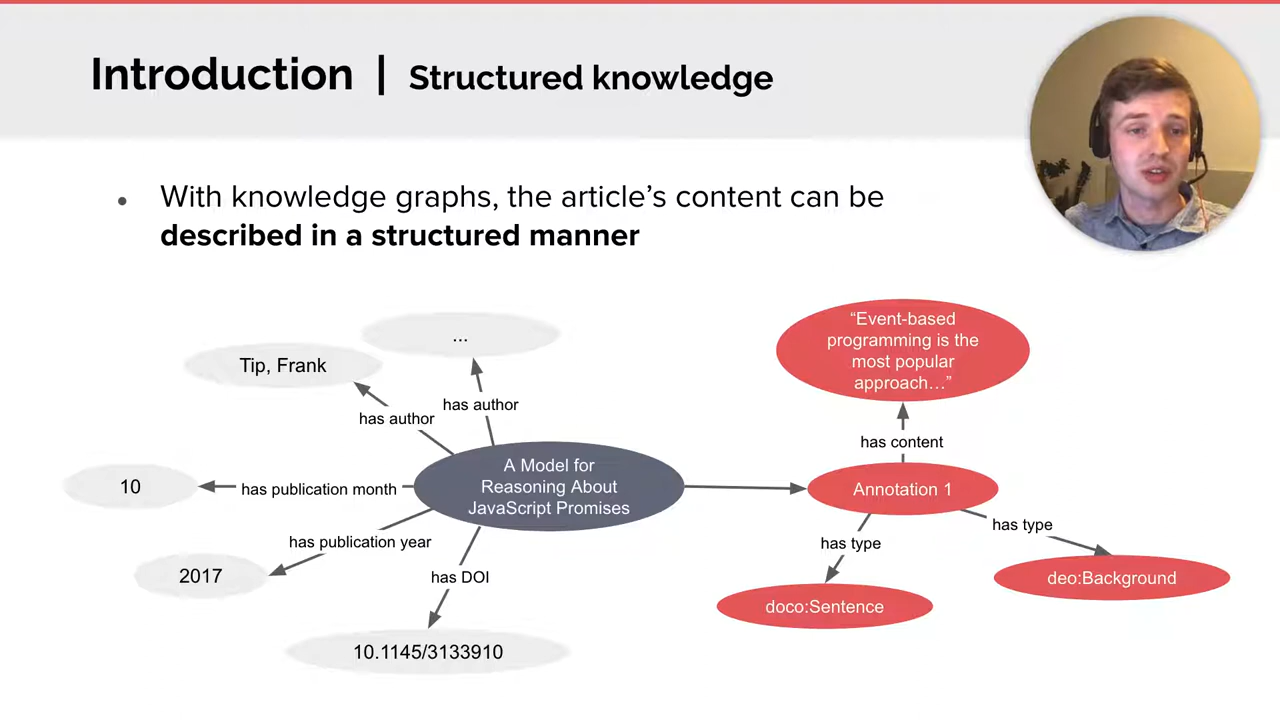 Introduction | Structured knowledge
• With knowledge graphs, the article’s content can be
described in a structured manner
...
Tip, Frank
has author
has author
10
has publication month
has publication year
2017
has DOI
10.1145/3133910
A Model for
Reasoning About
JavaScript Promises
“Event-based
programming is the
most popular
approach…”
has content
Annotation 1
has type
has type
doco:Sentence
deo:Background